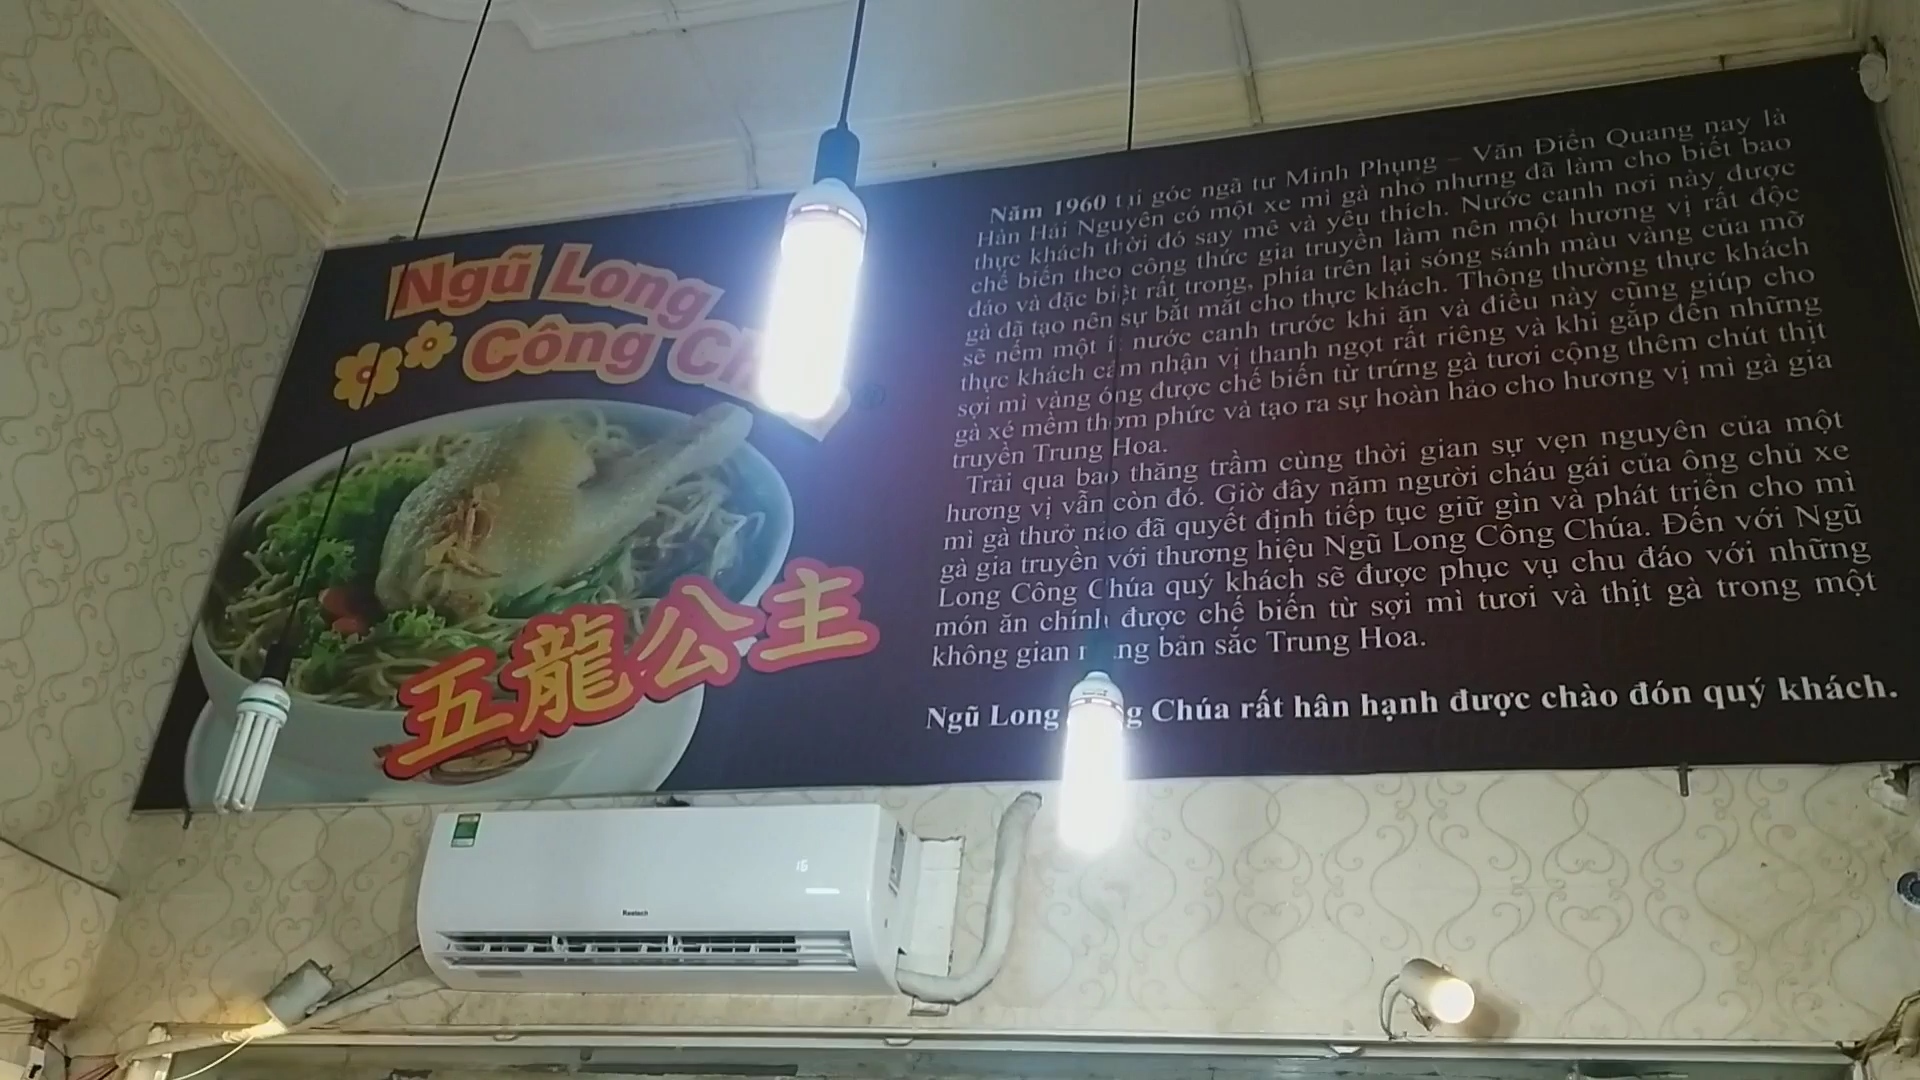 Ngũ Long
Công
五龍公主
Năm 1960 tại góc ngã tư Minh Phụng – Văn Điển Quang nay là
Hàn Hải Nguyên có một xe mì gà nhỏ nhưng đã làm cho biết bao
thực khách thời đó say mê và yêu thích. Nước canh nơi này được
chế biến theo công thức gia truyền làm nên một hương vị rất độc
đáo và đặc biệt rất trong, phía trên lại sóng sánh màu vàng của mỡ
gà đã tạo nên sự bắt mắt cho thực khách. Thông thường thực khách
sẽ nếm một ít nước canh trước khi ăn và điều này cũng giúp cho
thực khách cảm nhận vị thanh ngọt rất riêng và khi gắp đến những
sợi mì vàng óng được chế biến từ trứng gà tươi cộng thêm chút thịt
gà xé mềm thơm phức và tạo ra sự hoàn hảo cho hương vị mì gà gia
truyền Trung Hoa.
Trải qua bao thăng trầm cùng thời gian sự vẹn nguyên của một
hương vị vẫn còn đó. Giờ đây năm người cháu gái của ông chủ xe
mì gà thưở nào đã quyết định tiếp tục giữ gìn và phát triển cho mì
gà gia truyền với thương hiệu Ngũ Long Công Chúa. Đến với Ngũ
Long Công Chúa quý khách sẽ được phục vụ chu đáo với những
món ăn chính được chế biến từ sợi mì tươi và thịt gà trong một
không gian mang bản sắc Trung Hoa.
Ngũ Long Công Chúa rất hân hạnh được chào đón quý khách.
16
Reetech